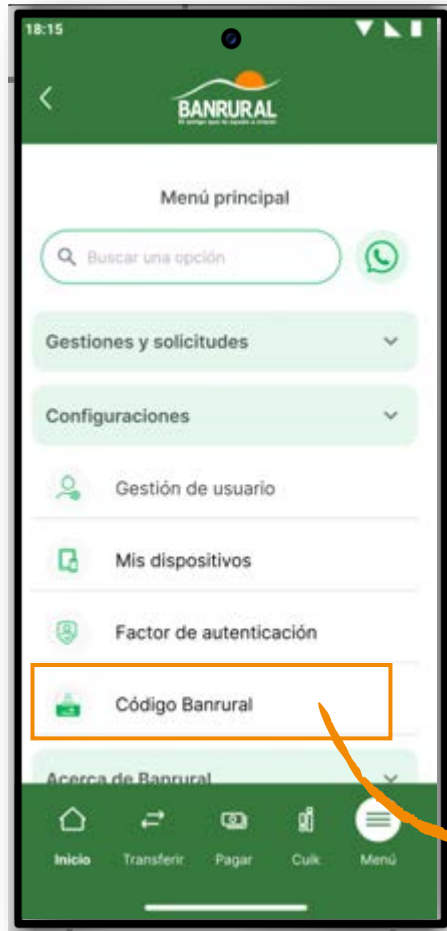 18:15
BANRURAL
Menú principal
Buscar una opción
Gestiones y solicitudes
Configuraciones
Gestión de usuario
Mis dispositivos
Factor de autenticación
Código Banrural
Acerca de Banrural
Inicio Transferir Pagar Cuik Menú